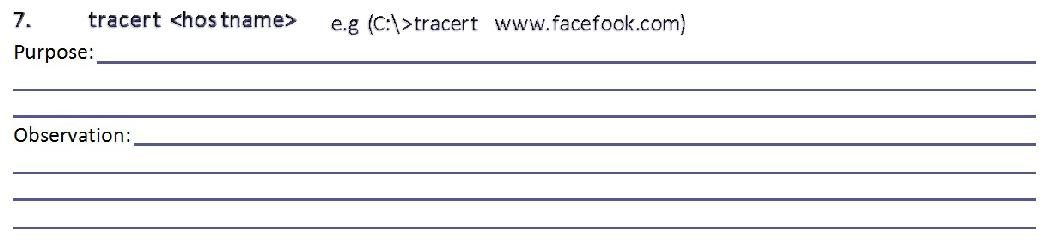 7. tracert <hostname> e.g (C:\>tracert www.facefook.com)
Purpose:
Observation: